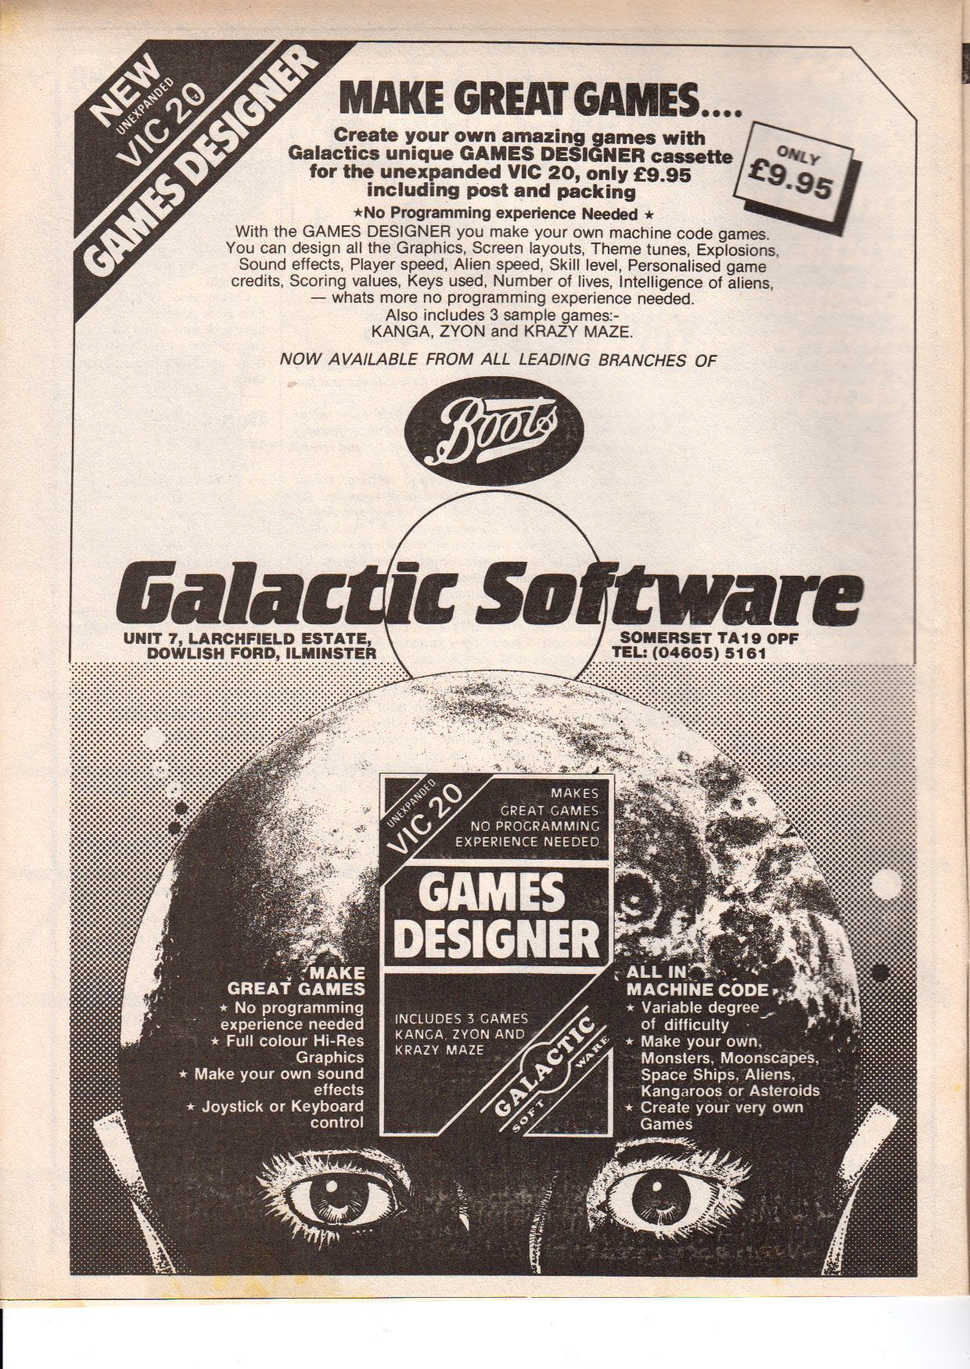 NEW
UNEXPANDED
VIC 20
GAMES DESIGNER
MAKE GREAT GAMES....
Create your own amazing games with
Galactics unique GAMES DESIGNER cassette
for the unexpanded VIC 20, only £9.95
including post and packing
ONLY
£9.95
★No Programming experience Needed ★
With the GAMES DESIGNER you make your own machine code games.
You can design all the Graphics, Screen layouts, Theme tunes, Explosions,
Sound effects, Player speed, Alien speed, Skill level, Personalised game
credits, Scoring values, Keys used, Number of lives, Intelligence of aliens,
— whats more no programming experience needed.
Also includes 3 sample games:-
KANGA, ZYON and KRAZY MAZE.
NOW AVAILABLE FROM ALL LEADING BRANCHES OF
Boots
Galactic Software
UNIT 7, LARCHFIELD ESTATE,
DOWLISH FORD, ILMINSTER
SOMERSET TA19 0PF
TEL: (04605) 5161
UNEXPANDED
VIC 20
MAKES
GREAT GAMES
NO PROGRAMMING
EXPERIENCE NEEDED
GAMES
DESIGNER
INCLUDES 3 GAMES
KANGA, ZYON AND
KRAZY MAZE
GALACTIC
SOFT WARE
MAKE
GREAT GAMES
★ No programming
experience needed
★ Full colour Hi-Res
Graphics
★ Make your own sound
effects
★ Joystick or Keyboard
control
ALL IN
MACHINE CODE
★ Variable degree
of difficulty
★ Make your own,
Monsters, Moonscapes,
Space Ships, Aliens,
Kangaroos or Asteroids
★ Create your very own
Games